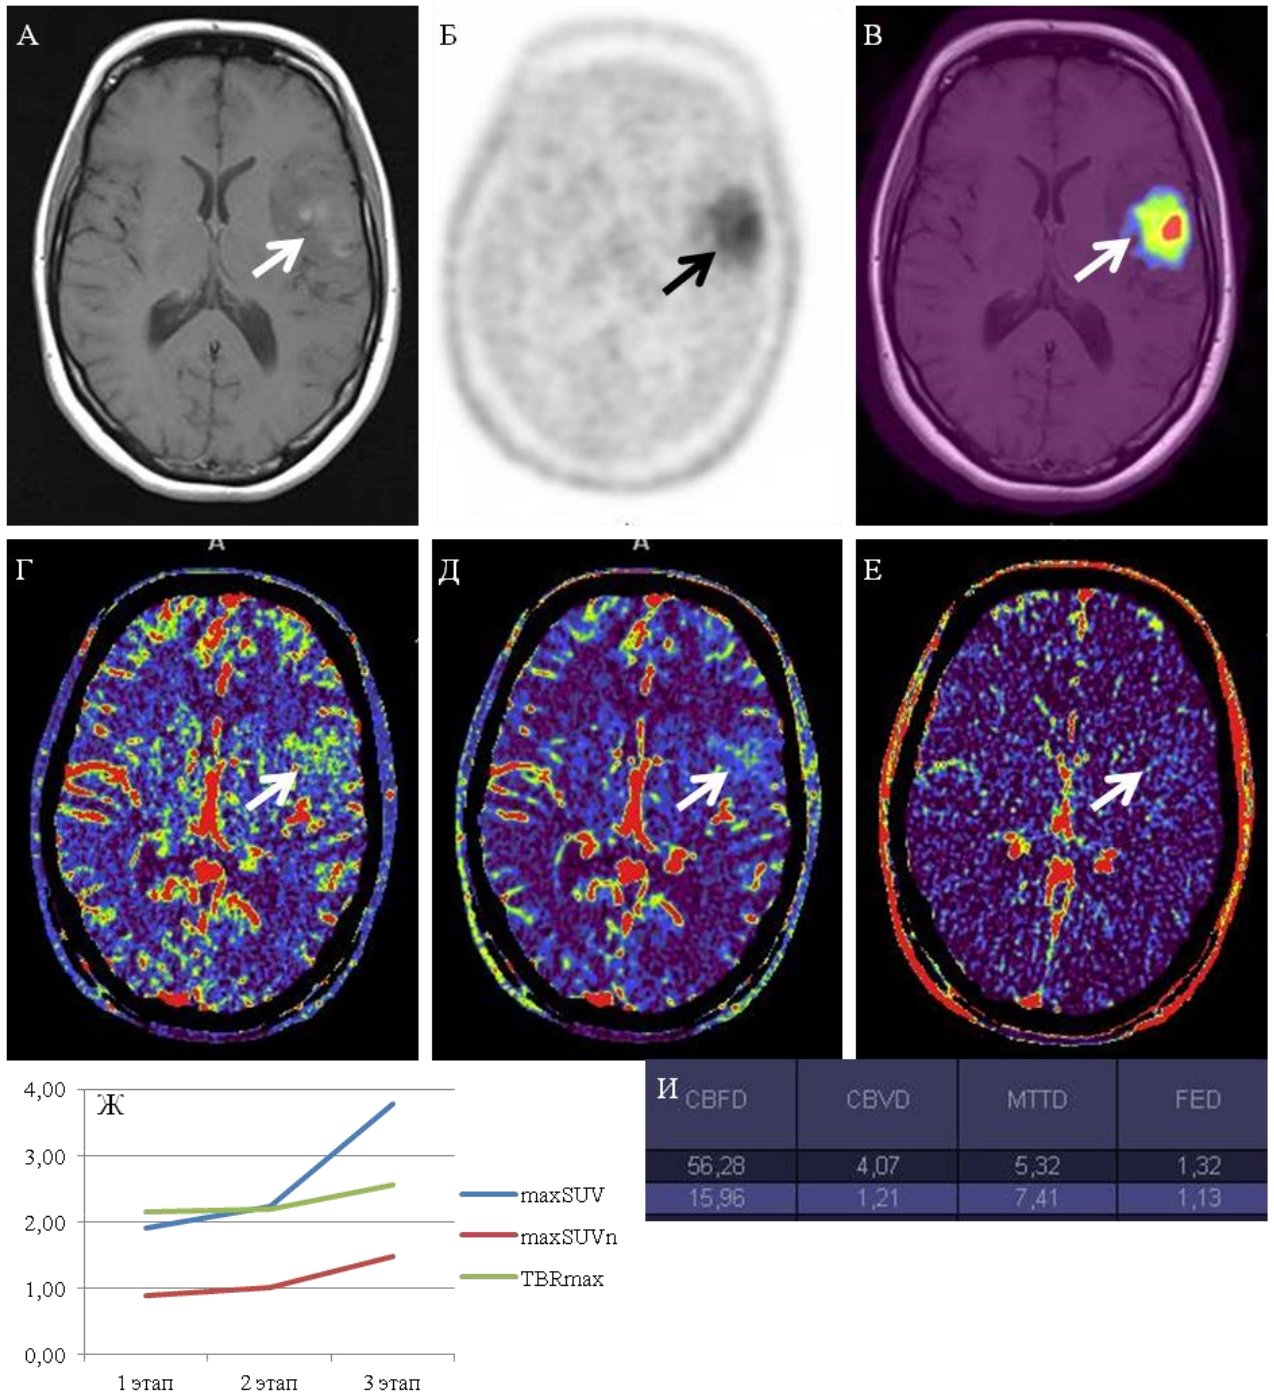 А
Б
В
Г
A
Д
A
Е
4,00
3,00
2,00
1,00
0,00
Ж
1 этап
2 этап
3 этап
maxSUV
maxSUVn
TBRmax
И
CBFD CBVD MTTD FED
56,28 4,07 5,32 1,32
15,96 1,21 7,41 1,13